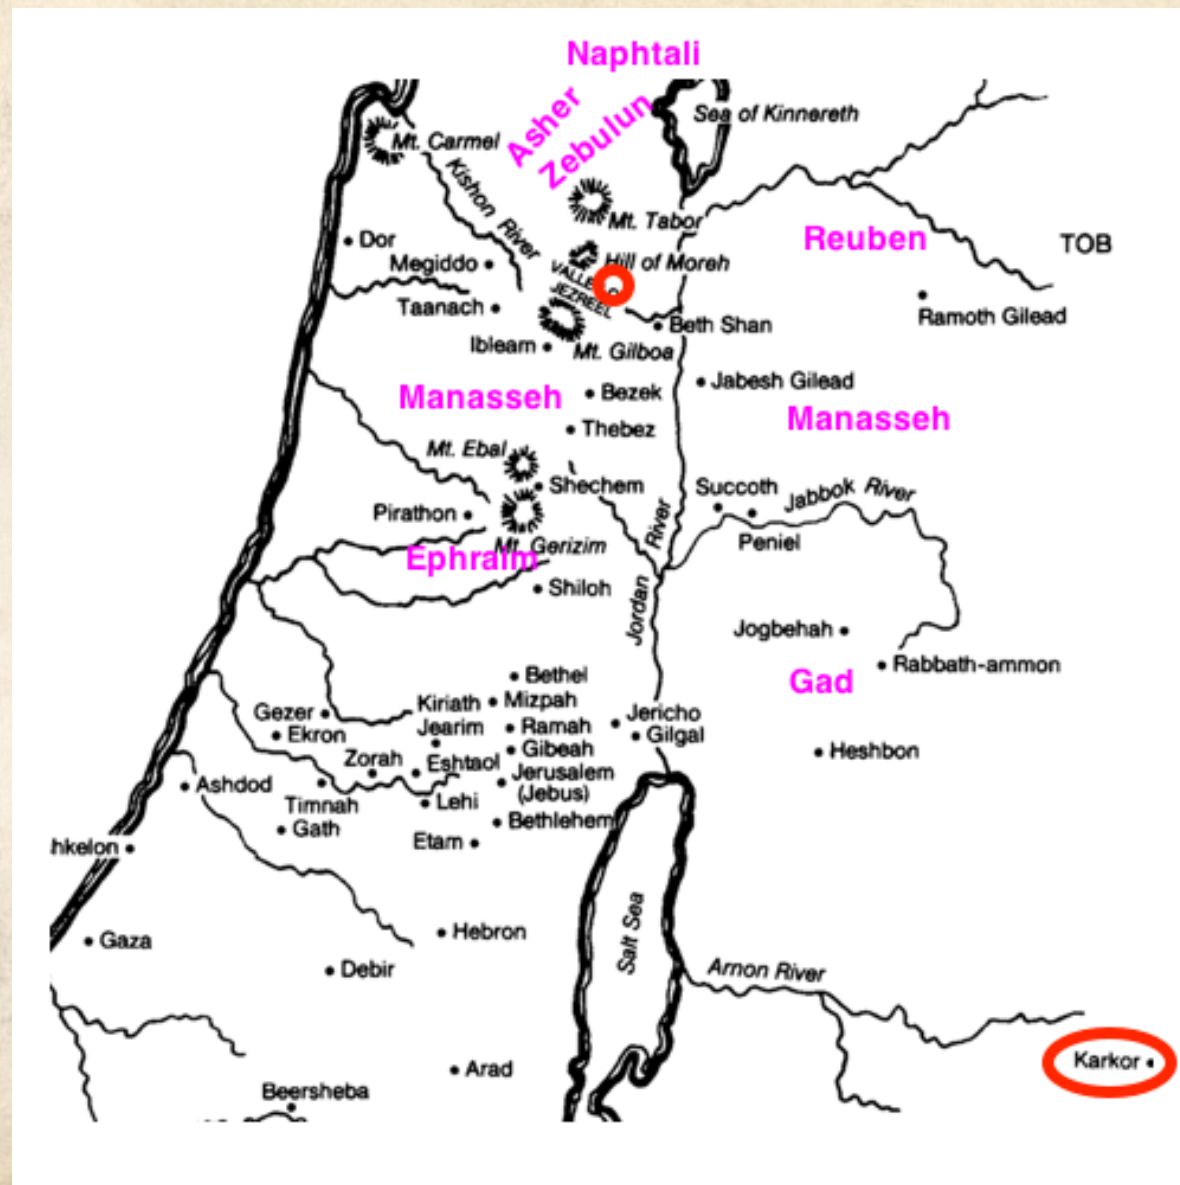 Naphtali
Asher
Zebulun
Sea of Kinnereth
Mt. Carmel
Kishon River
Mt. Tabor
Reuben
TOB
Dor
Megiddo
Hill of Moreh
JEZREEL
Taanach
Ramoth Gilead
Beth Shan
Ibleam
Mt. Gilboa
Jabesh Gilead
Manasseh
Bezek
Manasseh
Thebez
Mt. Ebal
Shechem
Succoth
Jabbok River
Pirathon
Peniel
Mt. Gerizim
Ephraim
Shiloh
Jordan River
Jogbehah
Rabbath-ammon
Gad
Bethel
Kiriath
Jearim
Mizpah
Gezer
Ekron
Ramah
Jericho
Gilgal
Gibeah
Heshbon
Zorah
Eshtaol
Jerusalem
(Jebus)
Ashdod
Timnah
Lehi
Gath
Bethlehem
Etam
hkelon
Salt Sea
Gaza
Hebron
Debir
Arnon River
Karkor
Arad
Beersheba